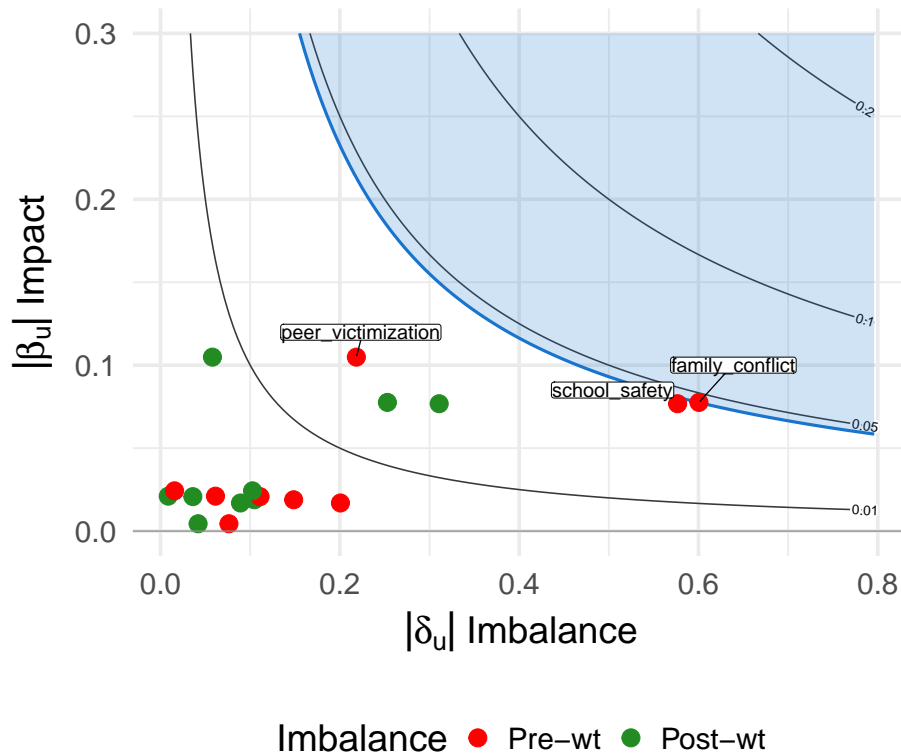 0.3
0.2
0.1
0.0
|βu| Impact
0.2
0.1
0.05
0.01
peer_victimization
family_conflict
school_safety
0.0 0.2 0.4 0.6 0.8
|δu| Imbalance
Imbalance Pre−wt Post−wt